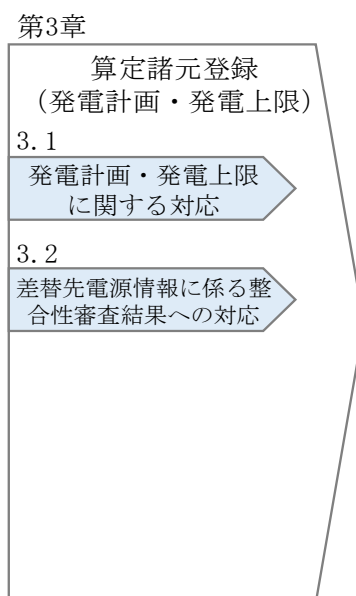 第3章
算定諸元登録
（発電計画・発電上限）
3.1
発電計画・発電上限
に関する対応
3.2
差替先電源情報に係る整
合性審査結果への対応